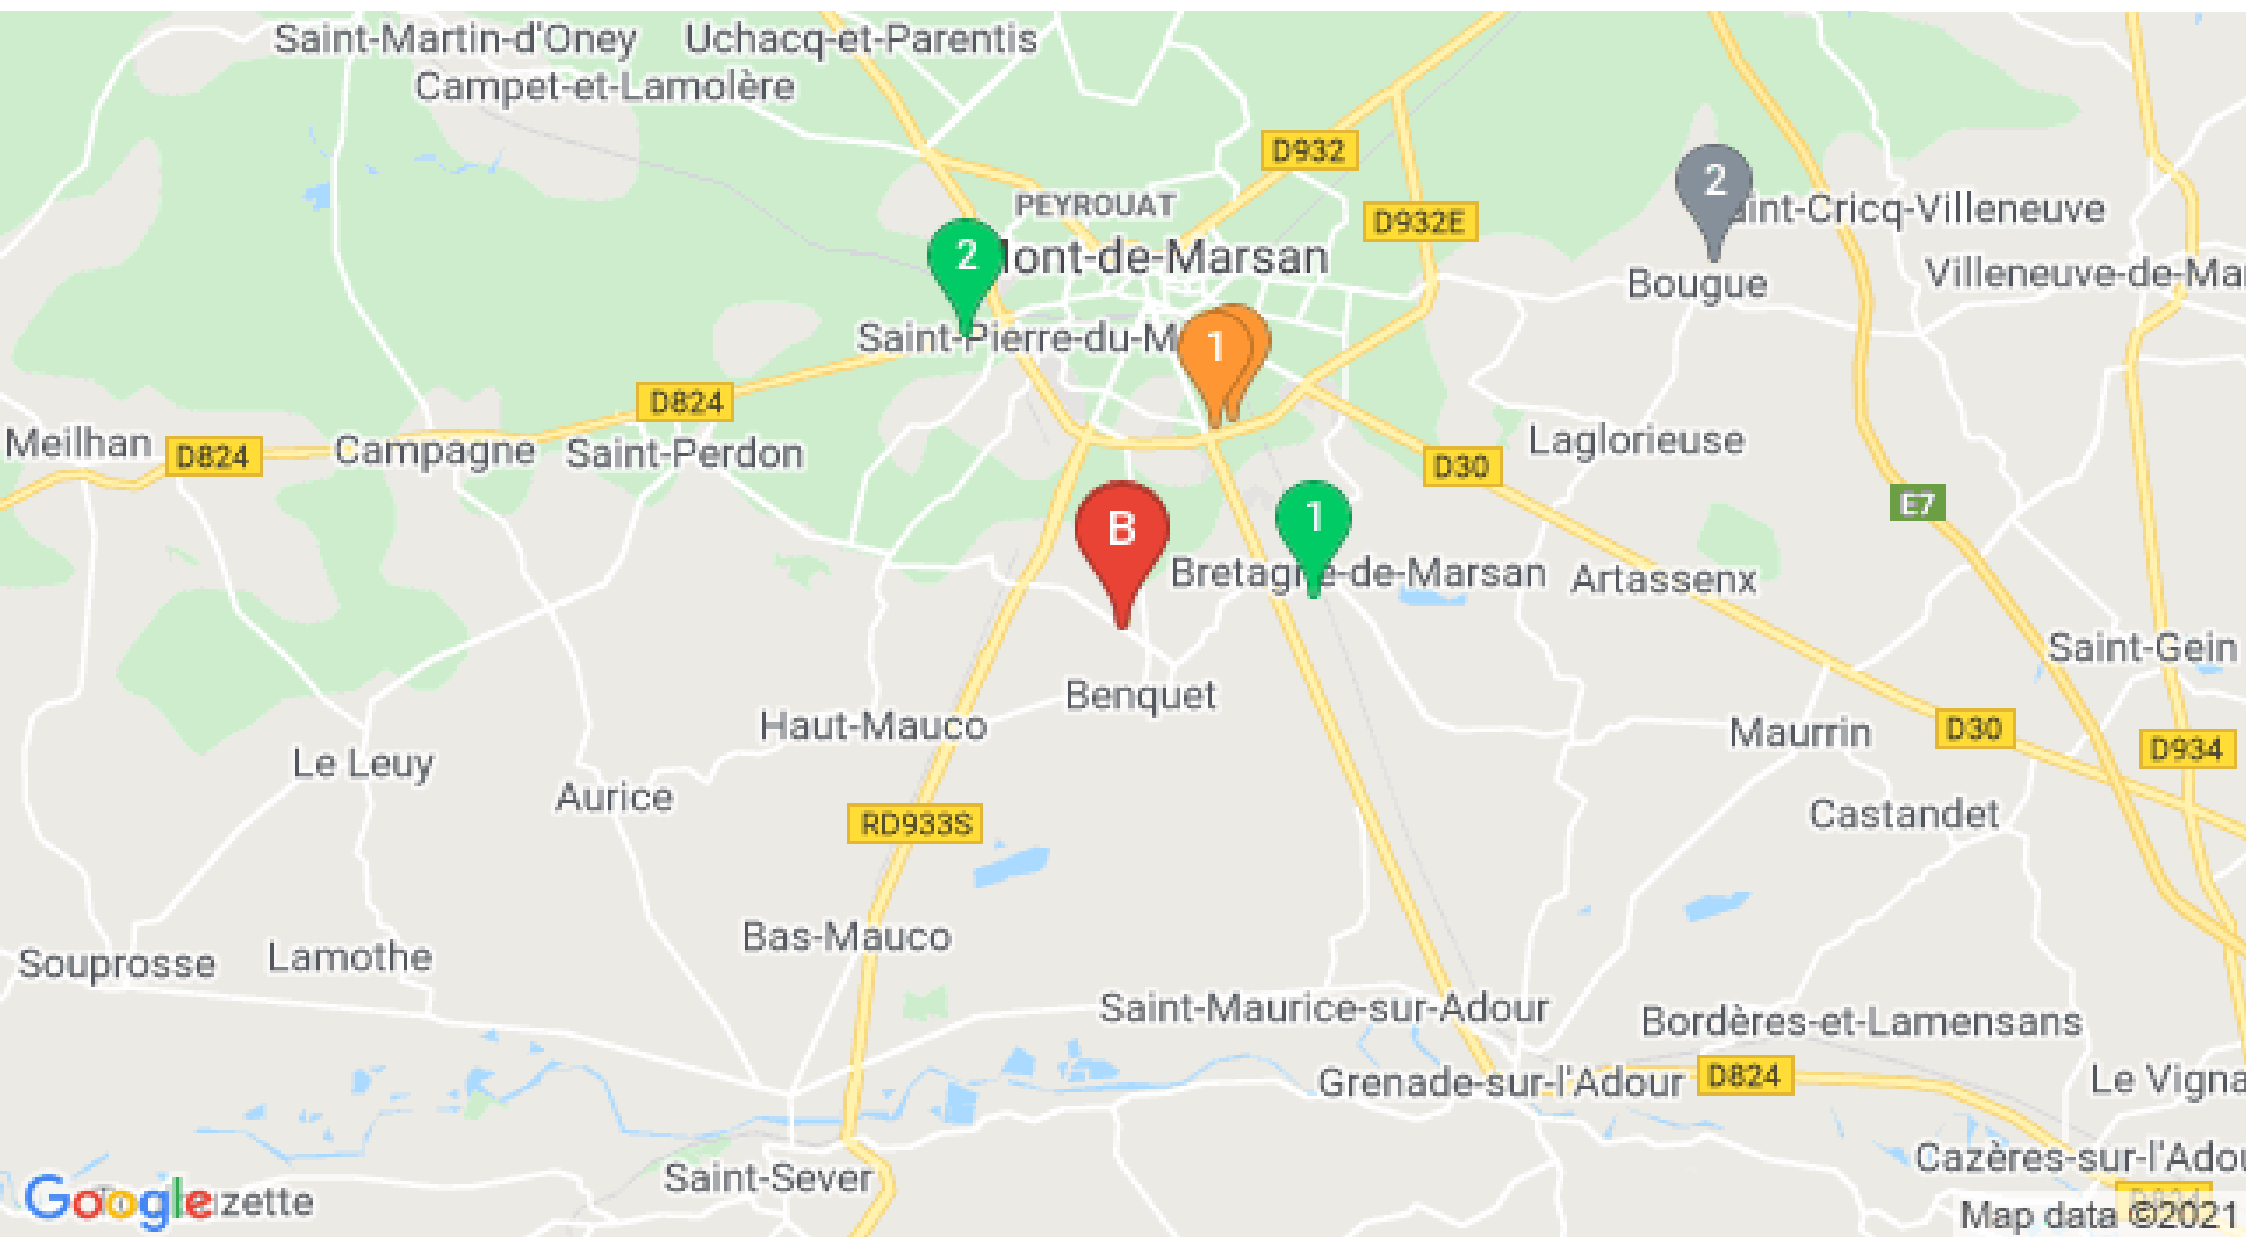 Saint-Martin-d'Oney
Uchacq-et-Parentis
Campet-et-Lamolère
D932
PEYROUAT
2
aint-Cricq-Villeneuve
D932E
2
Mont-de-Marsan
Bougue
Villeneuve-de-Mar
Saint-Pierre-du-M
1
D824
Meilhan
D824
Campagne
Saint-Perdon
Laglorieuse
D30
E7
B
1
Bretagne-de-Marsan
Artassenx
Saint-Gein
Benquet
Haut-Mauco
Maurrin
D30
D934
Le Leuy
Aurice
RD933S
Castandet
Bas-Mauco
Souprosse
Lamothe
Saint-Maurice-sur-Adour
Bordères-et-Lamensans
Grenade-sur-l'Adour
D824
Le Vigna
Cazères-sur-l'Adou
Saint-Sever
Google
zette
Map data ©2021